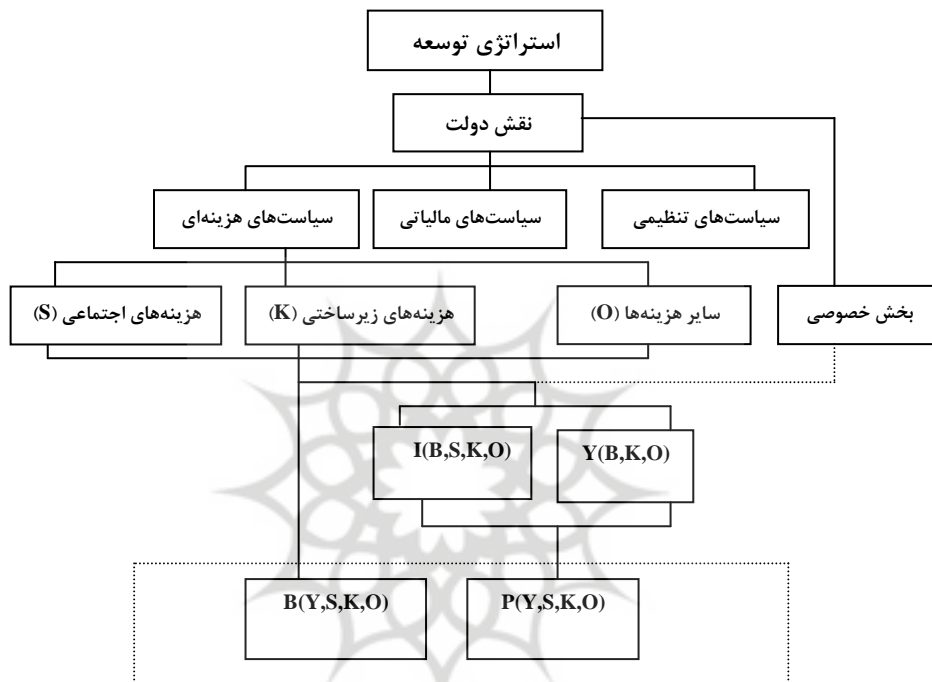 استراتژی توسعه
نقش دولت
سیاست‌های تنظیمی
سیاست‌های مالیاتی
سیاست‌های هزینه‌ای
بخش خصوصی
سایر هزینه‌ها (O)
هزینه‌های زیرساختی (K)
هزینه‌های اجتماعی (S)
I(B,S,K,O)
Y(B,K,O)
B(Y,S,K,O)
P(Y,S,K,O)